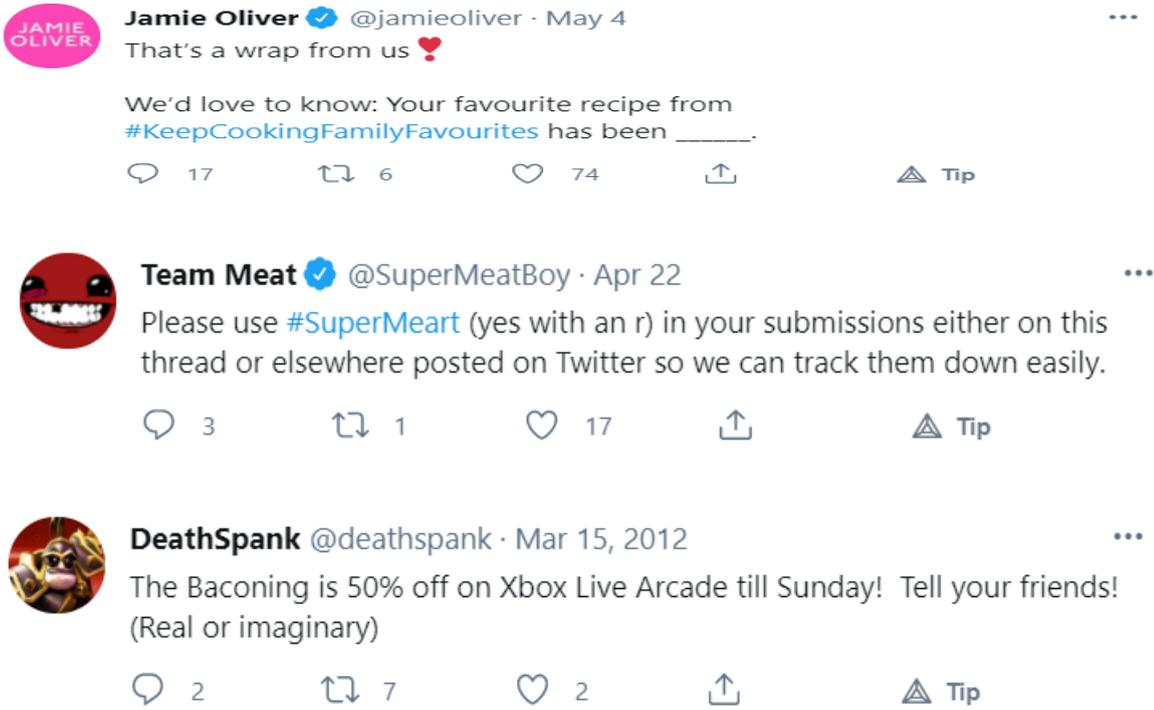 JAMIE
OLIVER
Jamie Oliver @jamieoliver · May 4
That's a wrap from us
We'd love to know: Your favourite recipe from
#KeepCookingFamilyFavourites has been ______.
17 6 74 Tip
Team Meat @SuperMeatBoy · Apr 22
Please use #SuperMeart (yes with an r) in your submissions either on this
thread or elsewhere posted on Twitter so we can track them down easily.
3 1 17 Tip
DeathSpank @deathspank · Mar 15, 2012
The Baconing is 50% off on Xbox Live Arcade till Sunday!  Tell your friends!
(Real or imaginary)
2 7 2 Tip